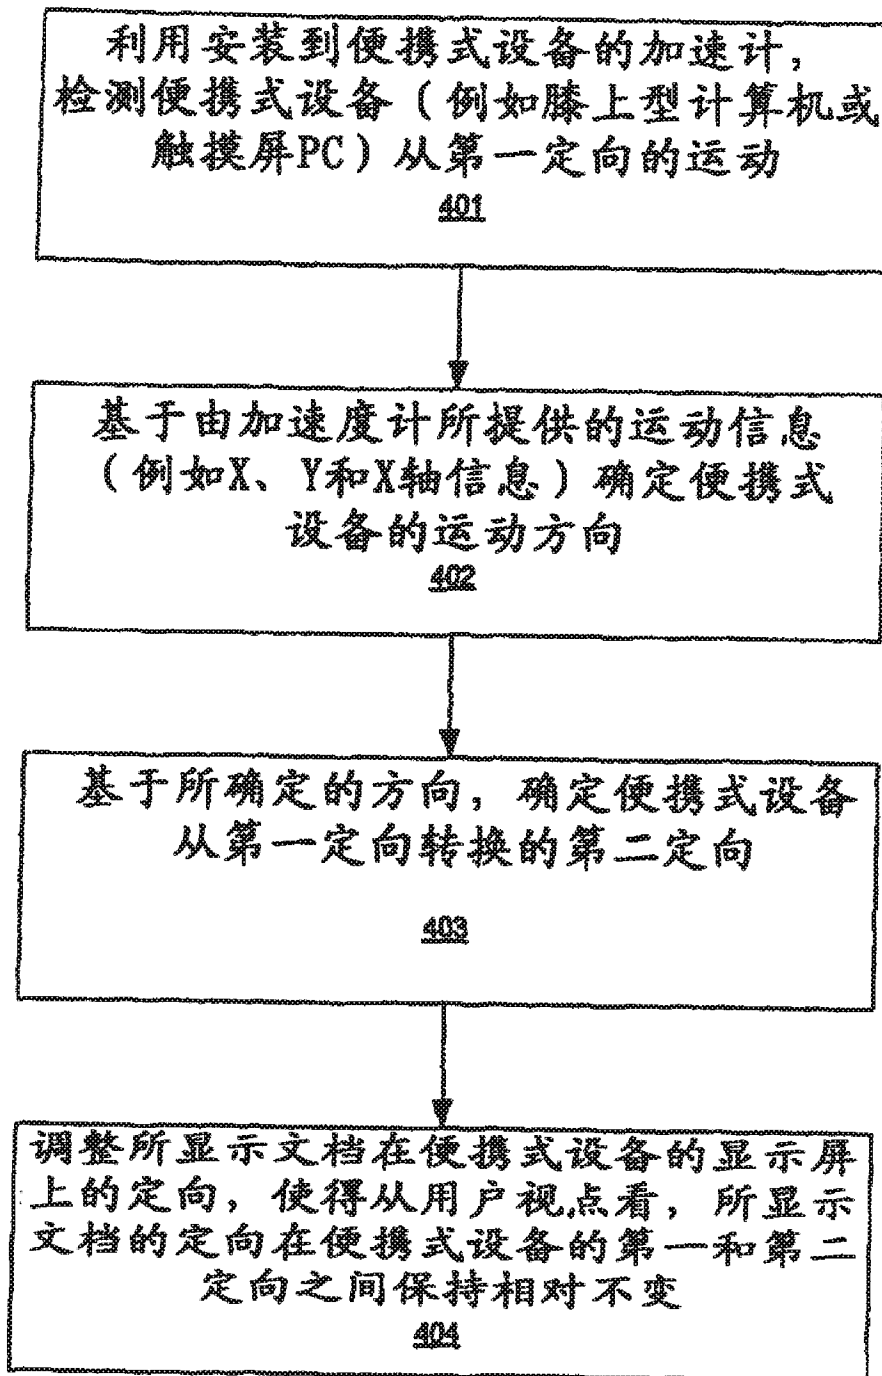 利用安装到便携式设备的加速计，
检测便携式设备（例如膝上型计算机或
触摸屏PC）从第一定向的运动
401
基于由加速度计所提供的运动信息
（例如X、Y和X轴信息）确定便携式
设备的运动方向
402
基于所确定的方向，确定便携式设备
从第一定向转换的第二定向
403
调整所显示文档在便携式设备的显示屏
上的定向，使得从用户视点看，所显示
文档的定向在便携式设备的第一和第二
定向之间保持相对不变
404